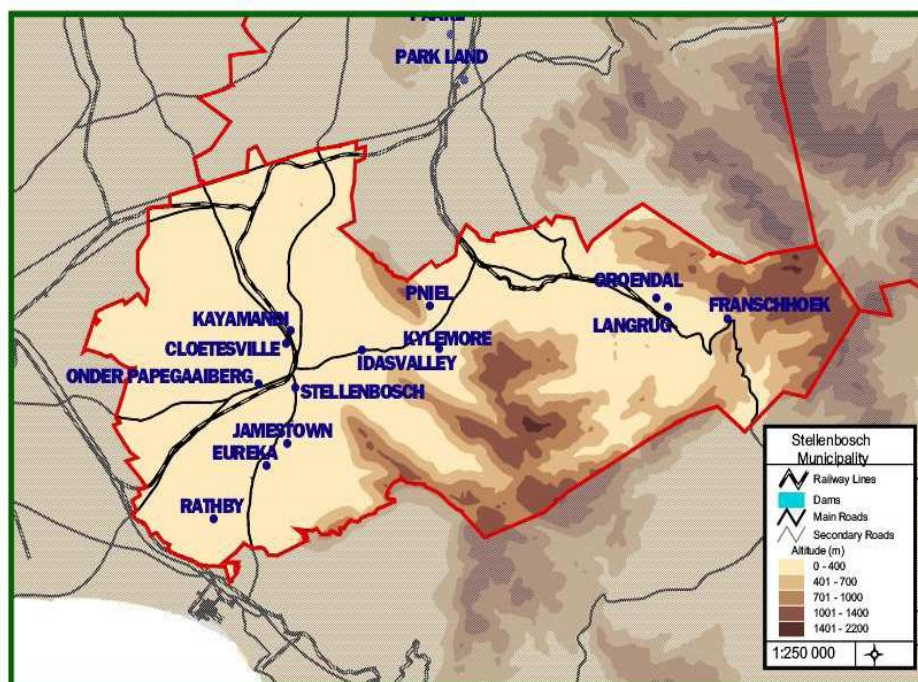 PAARL
PARK LAND
GROENDAL
PNIEL
FRANSCHHOEK
KAYAMANDI
LANGRUG
CLOETESVILLE
KYLEMORE
IDASVALLEY
ONDER PAPEGAAIBERG
STELLENBOSCH
JAMESTOWN
EUREKA
RATHBY
Stellenbosch
Municipality
Railway Lines
Dams
Main Roads
Secondary Roads
Altitude (m)
0 - 400
401 - 700
701 - 1000
1001 - 1400
1401 - 2200
1:250 000